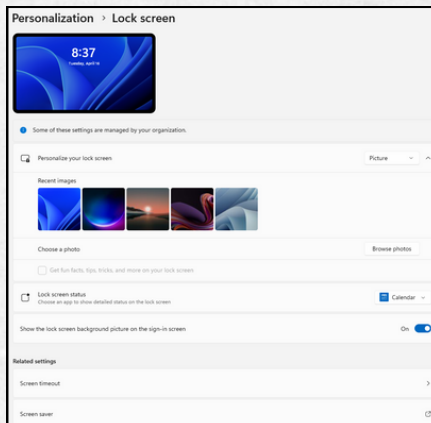 Personalization > Lock screen
8:37
Tuesday, April 18
Some of these settings are managed by your organization.
Personalize your lock screen
Picture
Recent images
Choose a photo
Browse photos
Get fun facts, tips, tricks, and more on your lock screen
Lock screen status
Choose an app to show detailed status on the lock screen
Calendar
Show the lock screen background picture on the sign-in screen
On
Related settings
Screen timeout
Screen saver